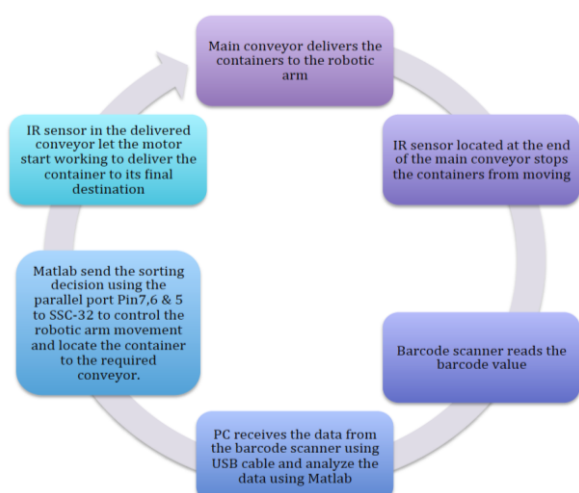 Main conveyor delivers the
containers to the robotic
arm
IR sensor located at the end
of the main conveyor stops
the containers from moving
Barcode scanner reads the
barcode value
PC receives the data from
the barcode scanner using
USB cable and analyze the
data using Matlab
Matlab send the sorting
decision using the
parallel port Pin7,6 & 5
to SSC-32 to control the
robotic arm movement
and locate the container
to the required
conveyor.
IR sensor in the delivered
conveyor let the motor
start working to deliver the
container to its final
destination